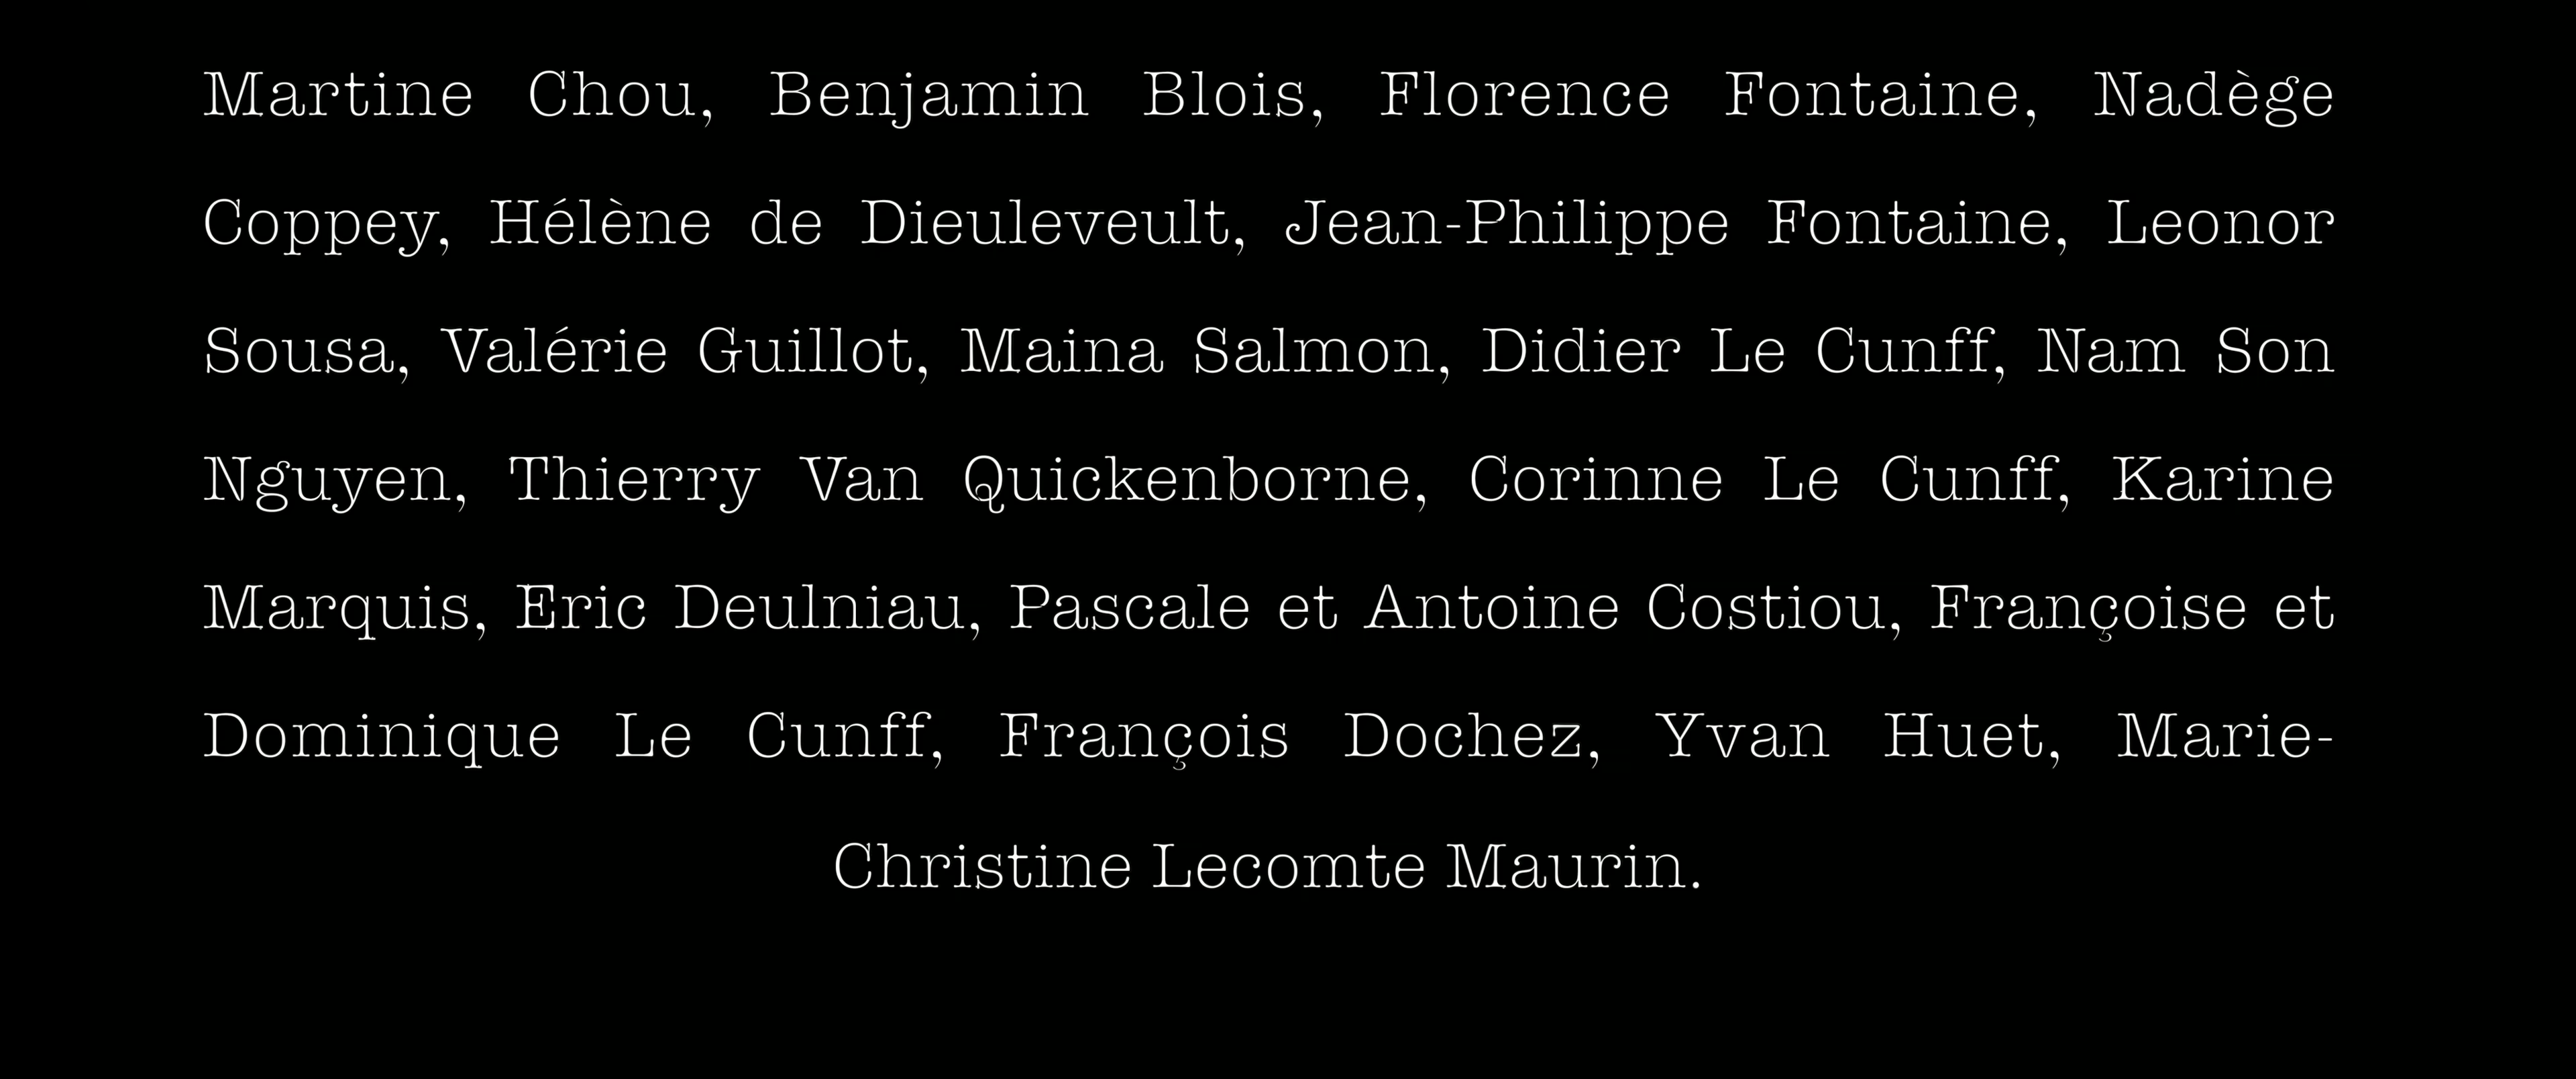 Martine Chou, Benjamin Blois, Florence Fontaine, Nadège
Coppey, Hélène de Dieuleveult, Jean-Philippe Fontaine, Leonor
Sousa, Valérie Guillot, Maina Salmon, Didier Le Cunff, Nam Son
Nguyen, Thierry Van Quickenborne, Corinne Le Cunff, Karine
Marquis, Eric Deulniau, Pascale et Antoine Costiou, Françoise et
Dominique Le Cunff, François Dochez, Yvan Huet, Marie-
Christine Lecomte Maurin.